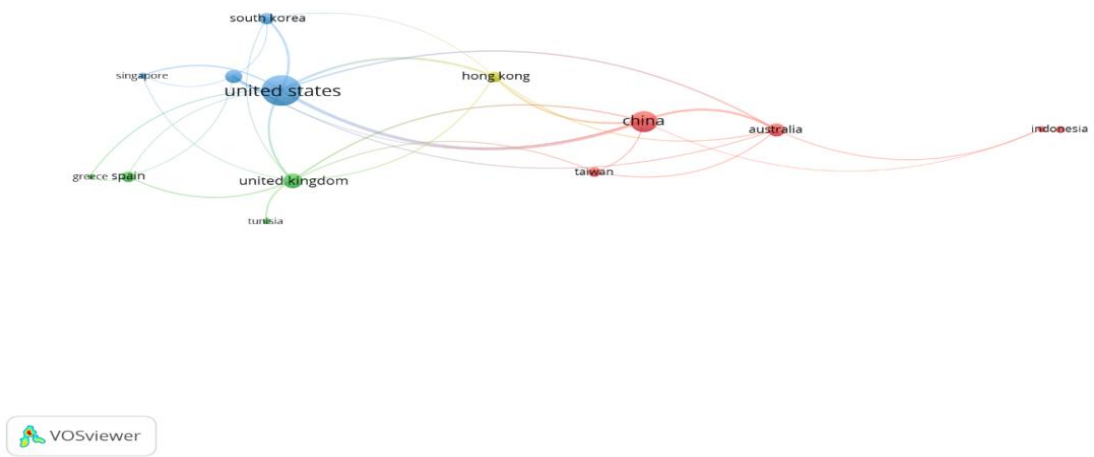 south korea
singapore
hong kong
united states
china
australia
indonesia
taiwan
greece
spain
united kingdom
tunisia
VOSviewer